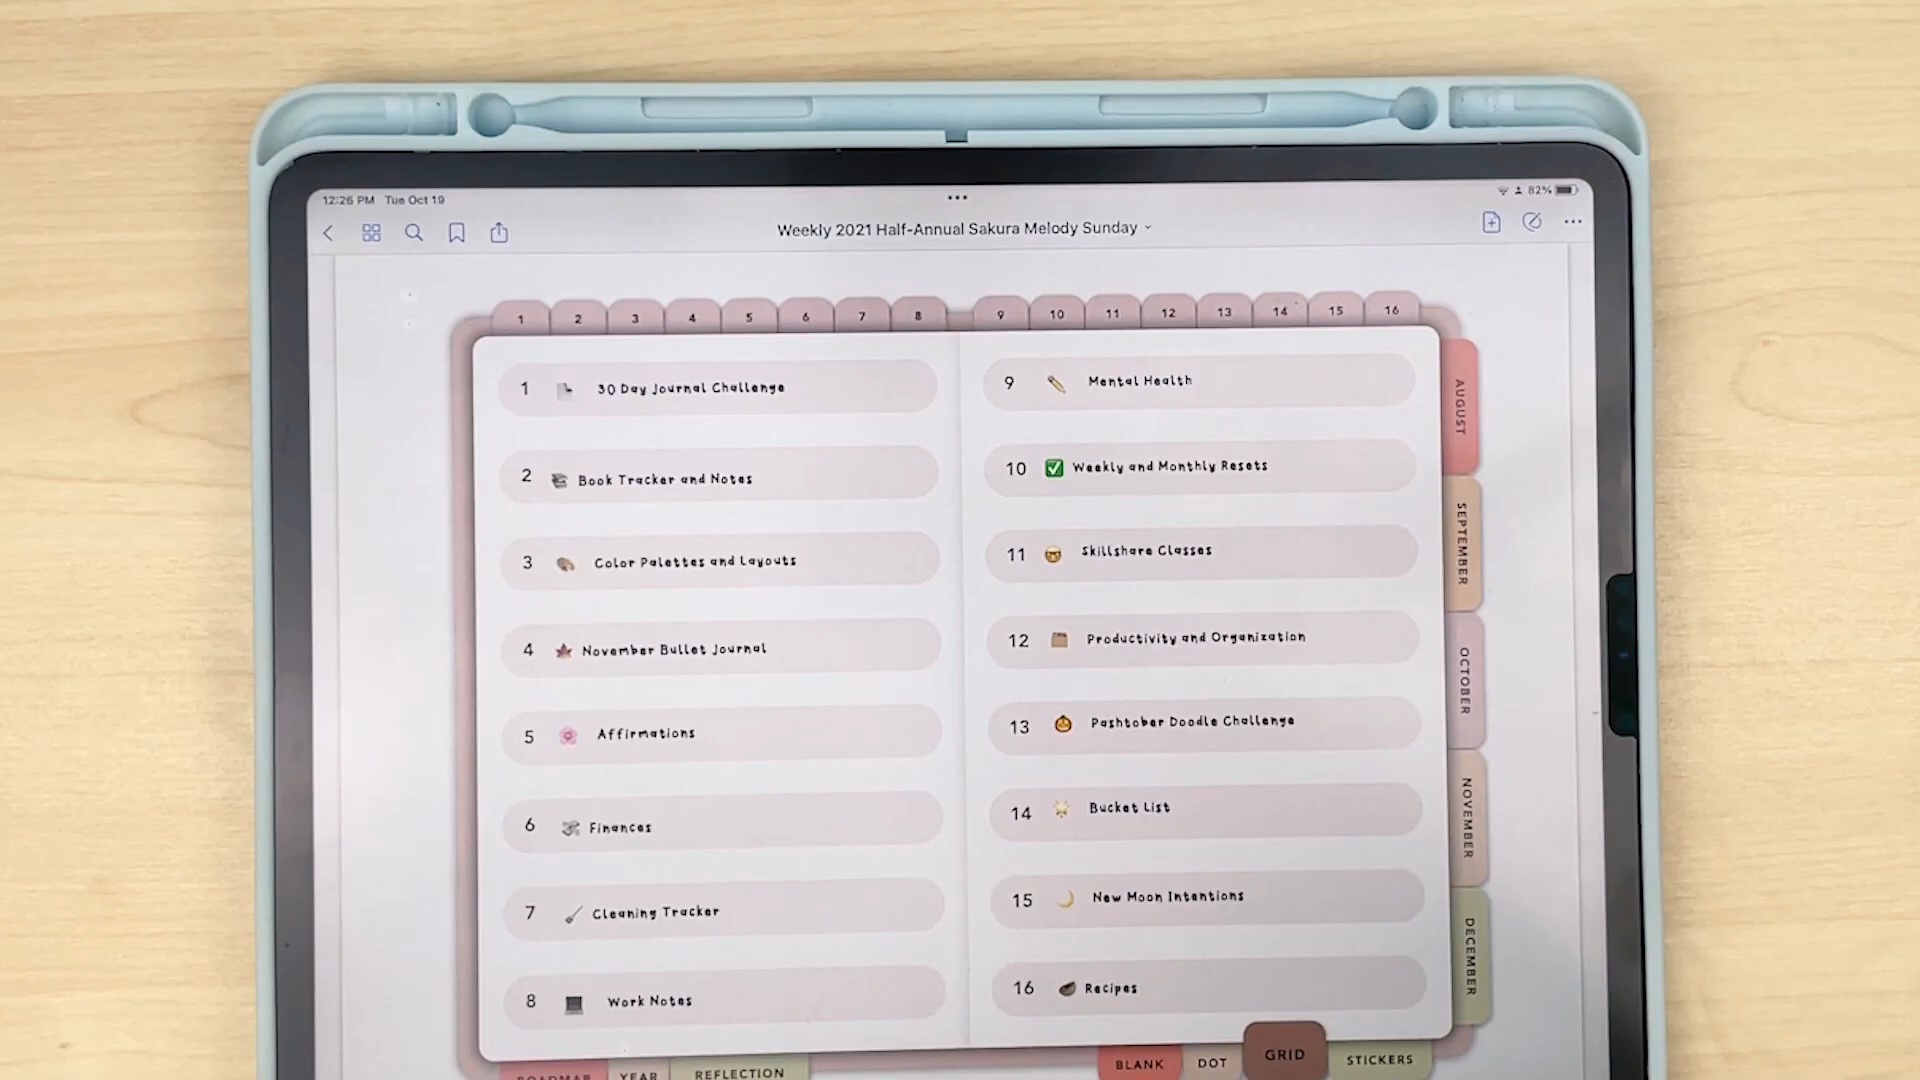 12:26 PM Tue Oct 19
82%
Weekly 2021 Half-Annual Sakura Melody Sunday
1 2 3 4 5 6 7 8 9 10 11 12 13 14 15 16
1 30 Day Journal Challenge
2 Book Tracker and Notes
3 Color Palettes and Layouts
4 November Bullet Journal
5 Affirmations
6 Finances
7 Cleaning Tracker
8 Work Notes
9 Mental Health
10 Weekly and Monthly Resets
11 Skillshare Classes
12 Productivity and Organization
13 Pashtober Doodle Challenge
14 Bucket List
15 New Moon Intentions
16 Recipes
AUGUST
SEPTEMBER
OCTOBER
NOVEMBER
DECEMBER
ROADMAP YEAR REFLECTION
BLANK DOT GRID STICKERS